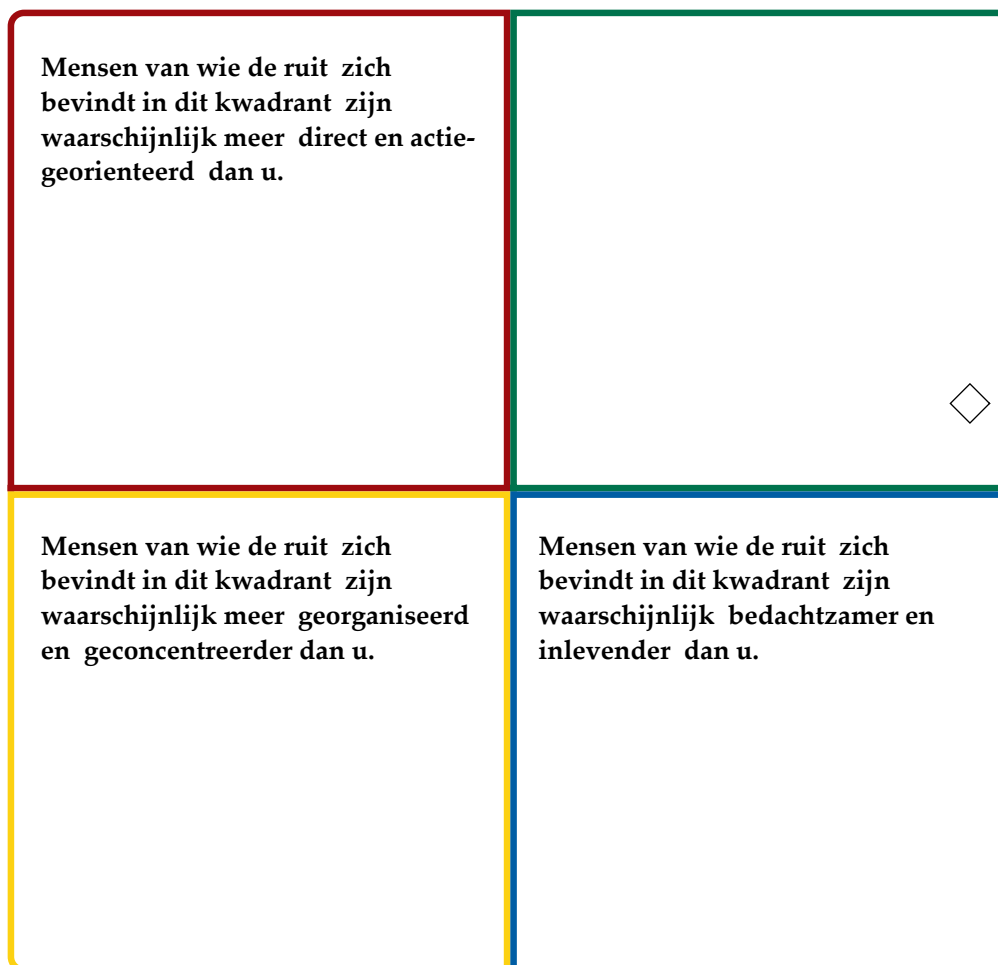 Mensen van wie de ruit zich
bevindt in dit kwadrant zijn
waarschijnlijk meer direct en actie-
georienteerd dan u.
Mensen van wie de ruit zich
bevindt in dit kwadrant zijn
waarschijnlijk meer georganiseerd
en geconcentreerder dan u.
Mensen van wie de ruit zich
bevindt in dit kwadrant zijn
waarschijnlijk bedachtzamer en
inlevender dan u.